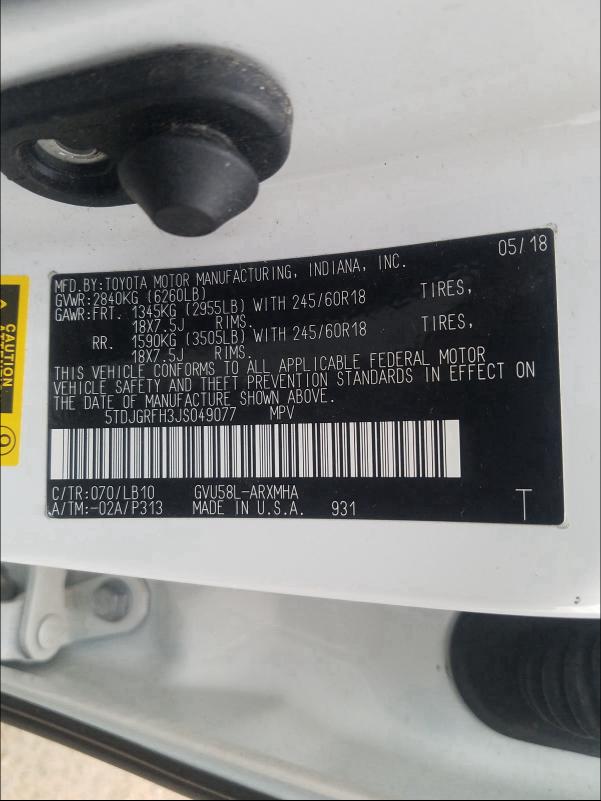 05/18
MFD.BY:TOYOTA MOTOR MANUFACTURING, INDIANA, INC.
GVWR:2840KG (6260LB)
GAWR:FRT. 1345KG (2955LB) WITH 245/60R18 TIRES,
18X7.5J RIMS.
RR. 1590KG (3505LB) WITH 245/60R18 TIRES,
18X7.5J RIMS.
THIS VEHICLE CONFORMS TO ALL APPLICABLE FEDERAL MOTOR
VEHICLE SAFETY AND THEFT PREVENTION STANDARDS IN EFFECT ON
THE DATE OF MANUFACTURE SHOWN ABOVE.
5TDJGRFH3JS049077 MPV
C/TR:070/LB10 GVU58L-ARXMHA
A/TM:-02A/P313 MADE IN U.S.A. 931 T
CAUTION